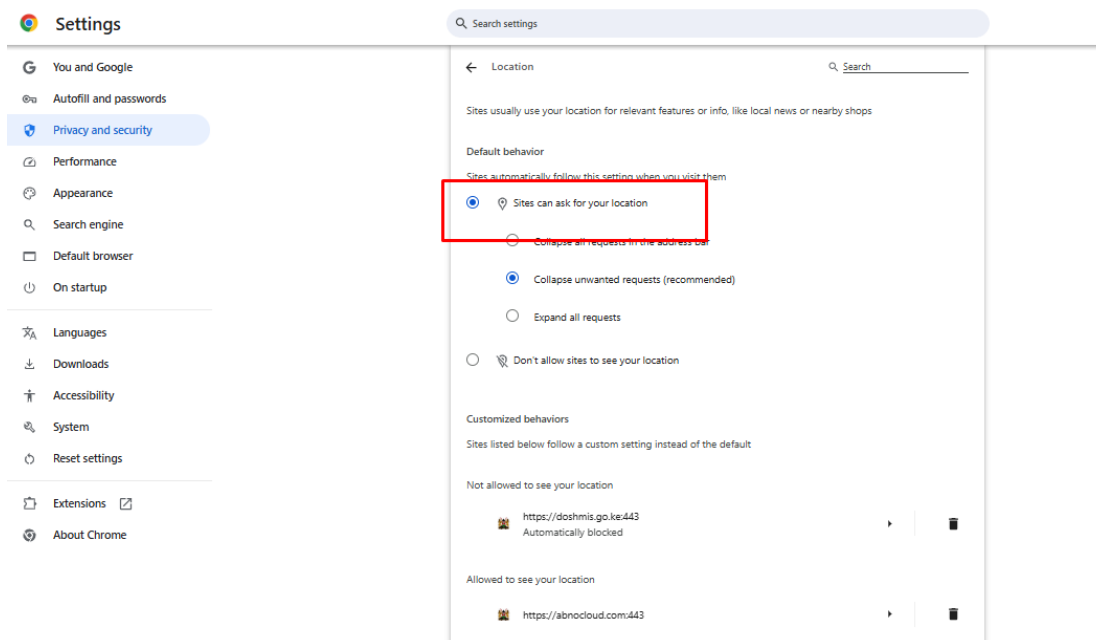 Settings
Search settings
You and Google
Autofill and passwords
Privacy and security
Performance
Appearance
Search engine
Default browser
On startup
Languages
Downloads
Accessibility
System
Reset settings
Extensions
About Chrome
Location
Search
Sites usually use your location for relevant features or info, like local news or nearby shops
Default behavior
Sites automatically follow this setting when you visit them
Sites can ask for your location
Collapse all requests in the address bar
Collapse unwanted requests (recommended)
Expand all requests
Don't allow sites to see your location
Customized behaviors
Sites listed below follow a custom setting instead of the default
Not allowed to see your location
https://doshmis.go.ke:443
Automatically blocked
Allowed to see your location
https://abnocloud.com:443